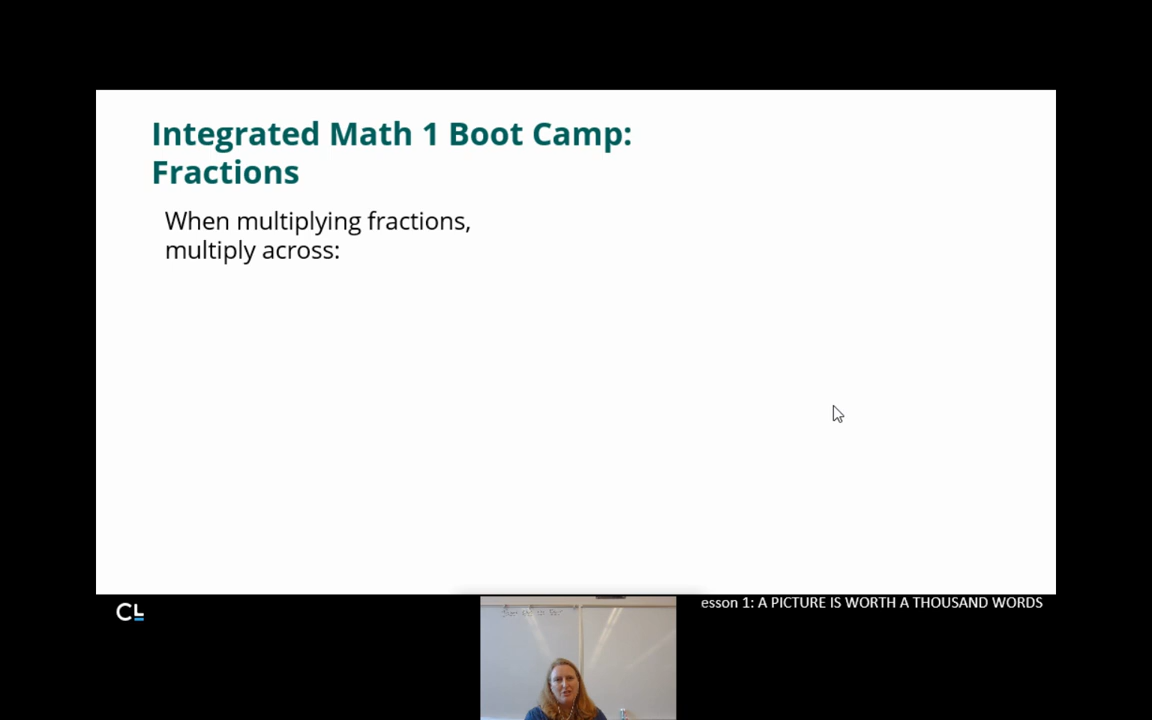 Integrated Math 1 Boot Camp:
Fractions
When multiplying fractions,
multiply across:
CL
esson 1: A PICTURE IS WORTH A THOUSAND WORDS